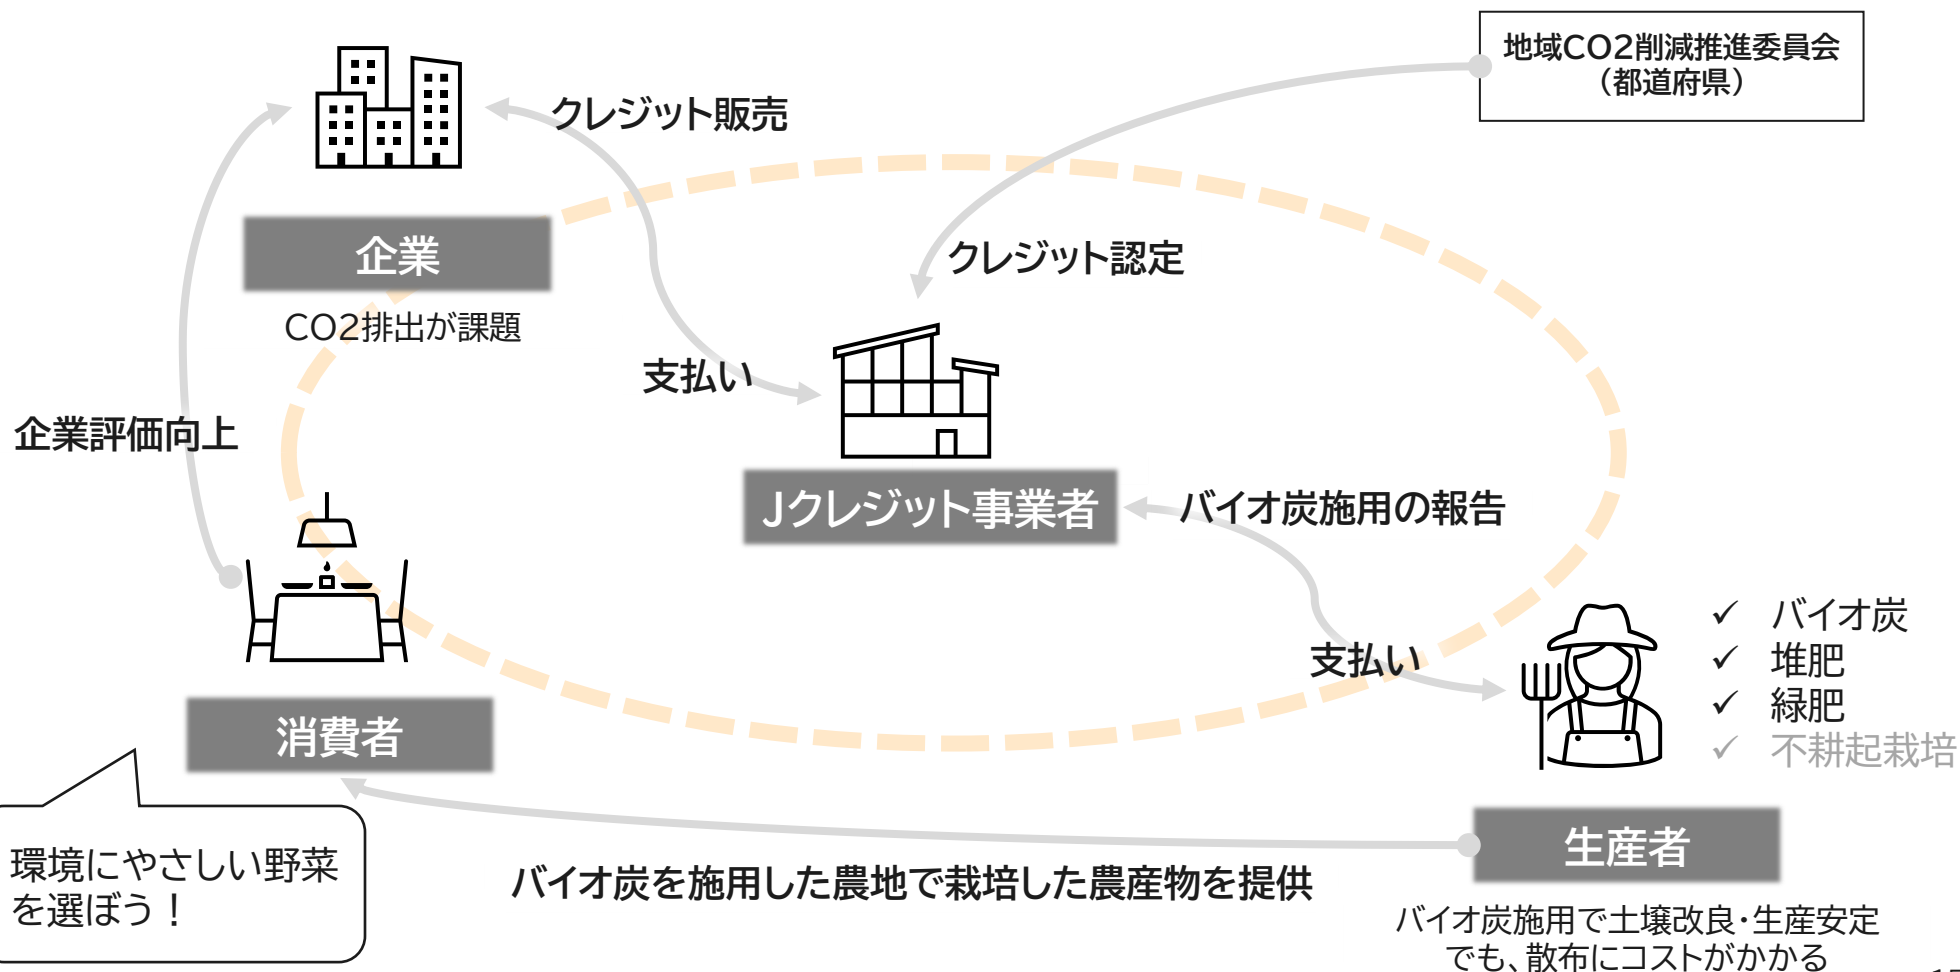 地域CO2削減推進委員会
（都道府県）
クレジット販売
企業
CO2排出が課題
クレジット認定
支払い
企業評価向上
Jクレジット事業者
バイオ炭施用の報告
支払い
✓ バイオ炭
✓ 堆肥
✓ 緑肥
✓ 不耕起栽培
消費者
環境にやさしい野菜
を選ぼう！
バイオ炭を施用した農地で栽培した農産物を提供
生産者
バイオ炭施用で土壌改良・生産安定
でも、散布にコストがかかる